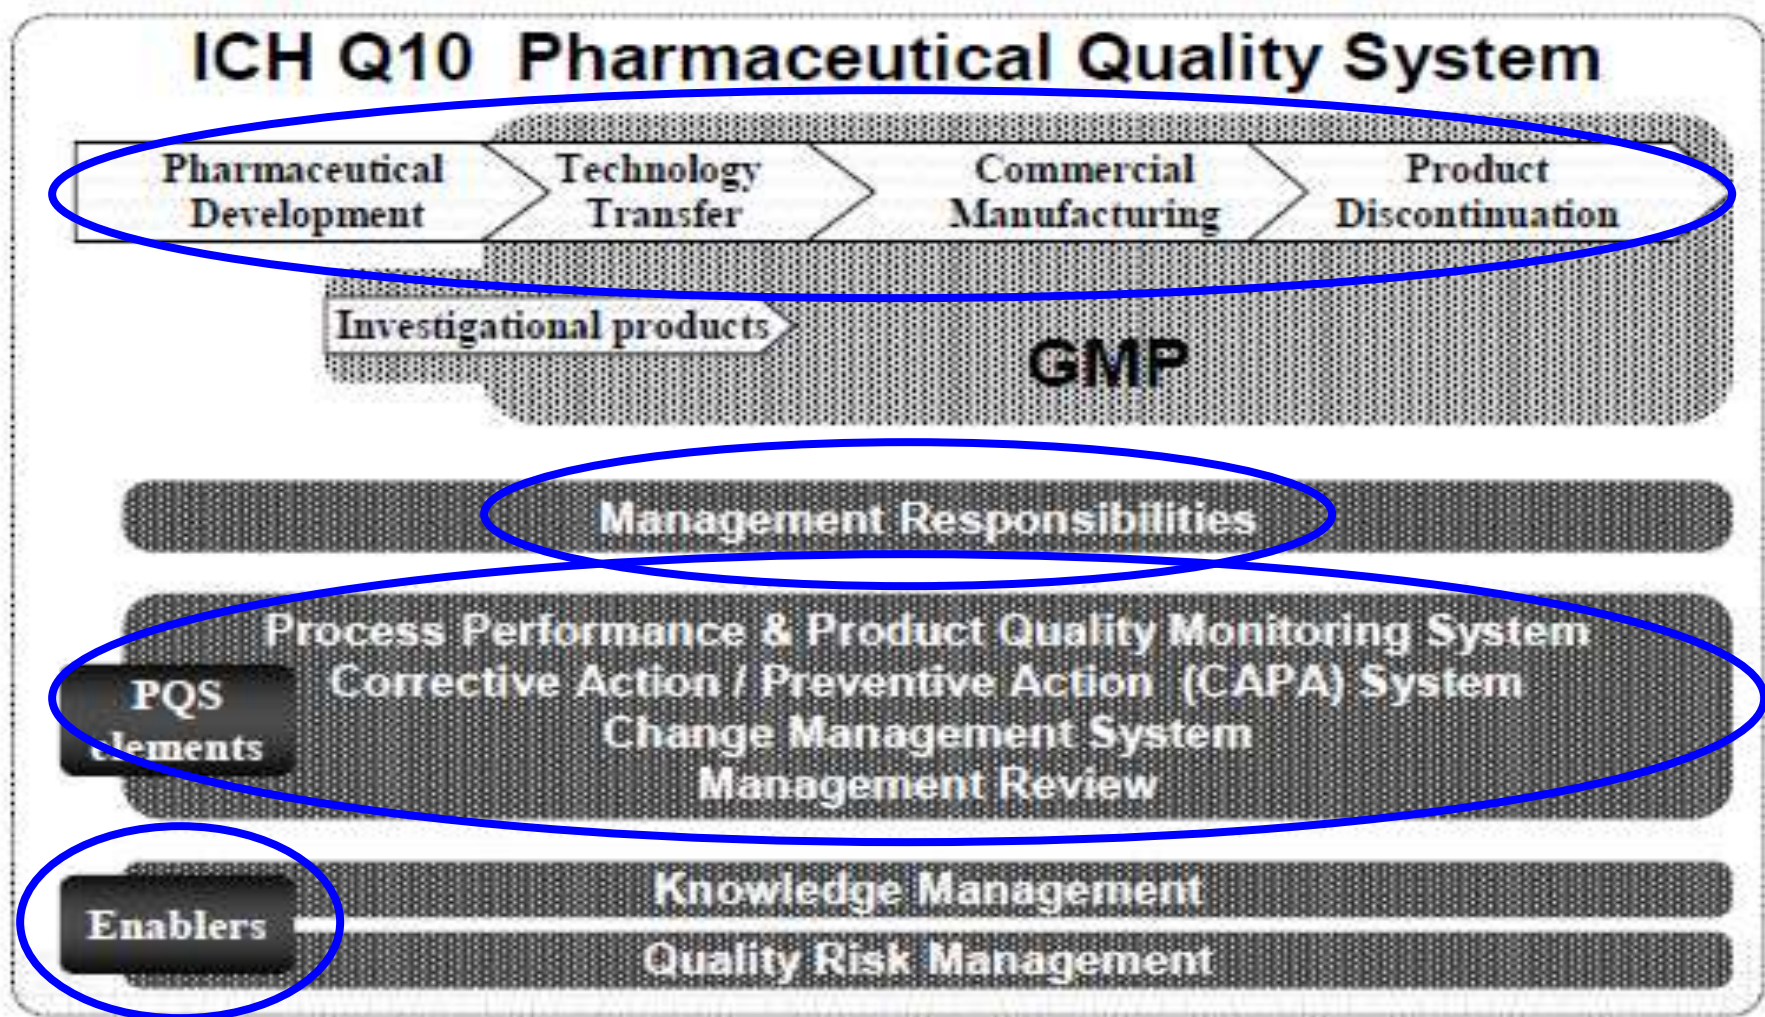 ICH Q10 Pharmaceutical Quality System
Pharmaceutical
Development
Technology
Transfer
Commercial
Manufacturing
Product
Discontinuation
Investigational products
GMP
Management Responsibilities
PQS
elements
Process Performance & Product Quality Monitoring System
Corrective Action / Preventive Action (CAPA) System
Change Management System
Management Review
Enablers
Knowledge Management
Quality Risk Management